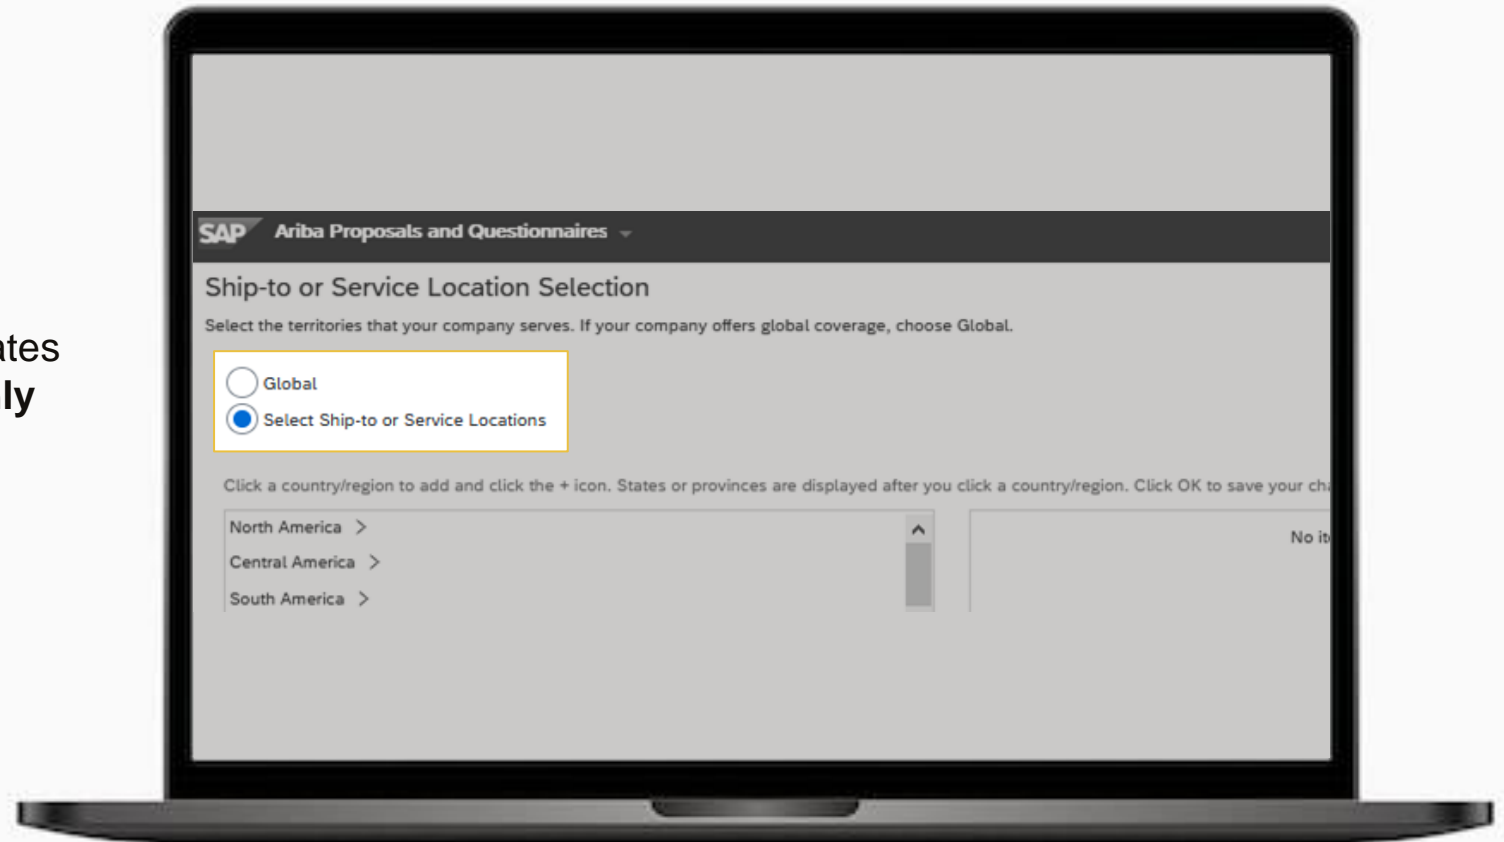 SAP Ariba Proposals and Questionnaires
Ship-to or Service Location Selection
Select the territories that your company serves. If your company offers global coverage, choose Global.
Global
Select Ship-to or Service Locations
Click a country/region to add and click the + icon. States or provinces are displayed after you click a country/region. Click OK to save your
North America >
Central America >
South America >
No